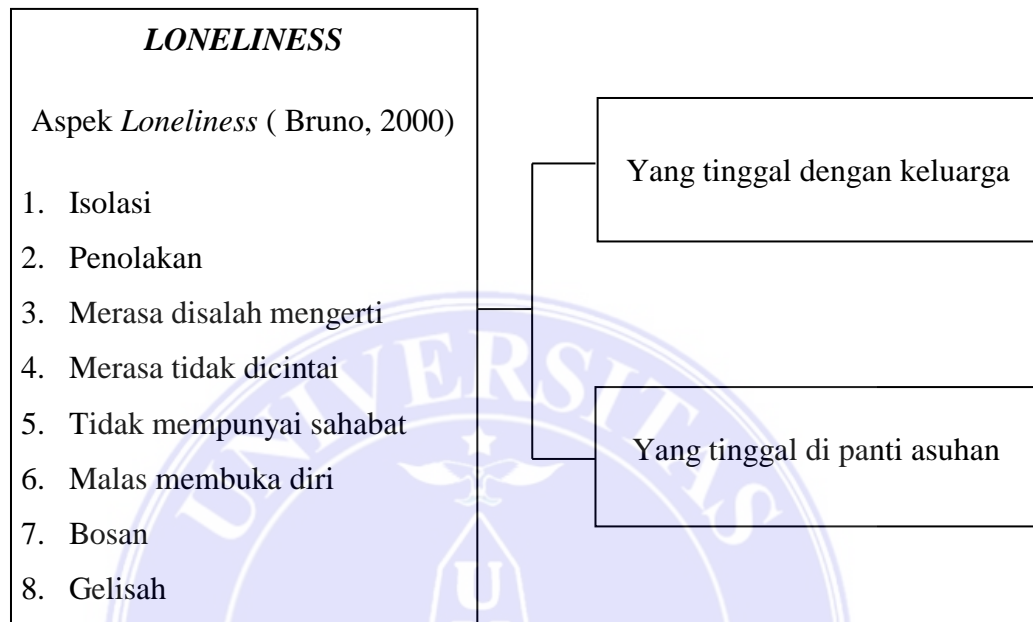 LONELINESS
Aspek Loneliness ( Bruno, 2000)
1. Isolasi
2. Penolakan
3. Merasa disalah mengerti
4. Merasa tidak dicintai
5. Tidak mempunyai sahabat
6. Malas membuka diri
7. Bosan
8. Gelisah
Yang tinggal dengan keluarga
Yang tinggal di panti asuhan
UNIVERSITAS
U